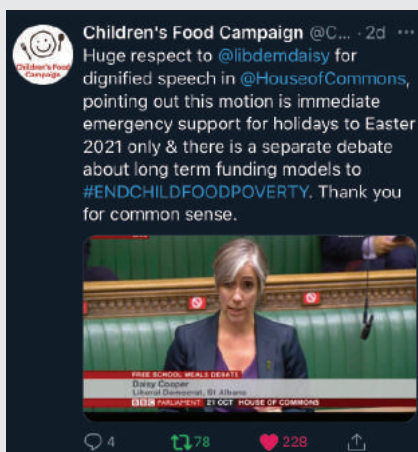 Children's Food Campaign @C... · 2d
Huge respect to @libdemdaisy for
dignified speech in @HouseofCommons,
pointing out this motion is immediate
emergency support for holidays to Easter
2021 only & there is a separate debate
about long term funding models to
#ENDCHILDFOODPOVERTY. Thank you
for common sense.
Children's Food
Campaign
FREE SCHOOL MEALS DEBATE
Daisy Cooper
Liberal Democrat, St Albans
BBC PARLIAMENT 21 OCT HOUSE OF COMMONS
4 78 228